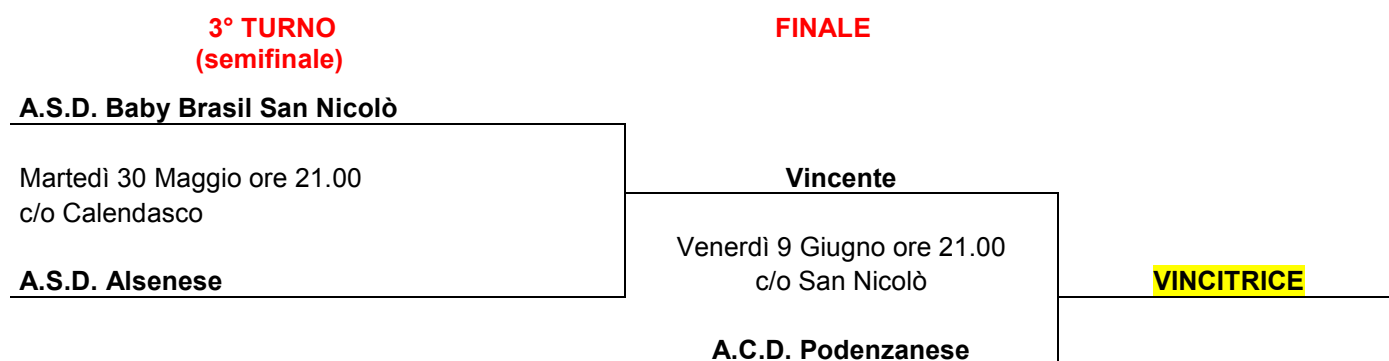 3° TURNO
(semifinale)
FINALE
A.S.D. Baby Brasil San Nicolò
Martedì 30 Maggio ore 21.00
c/o Calendasco
Vincente
Venerdì 9 Giugno ore 21.00
c/o San Nicolò
A.S.D. Alsenese
VINCITRICE
A.C.D. Podenzanese